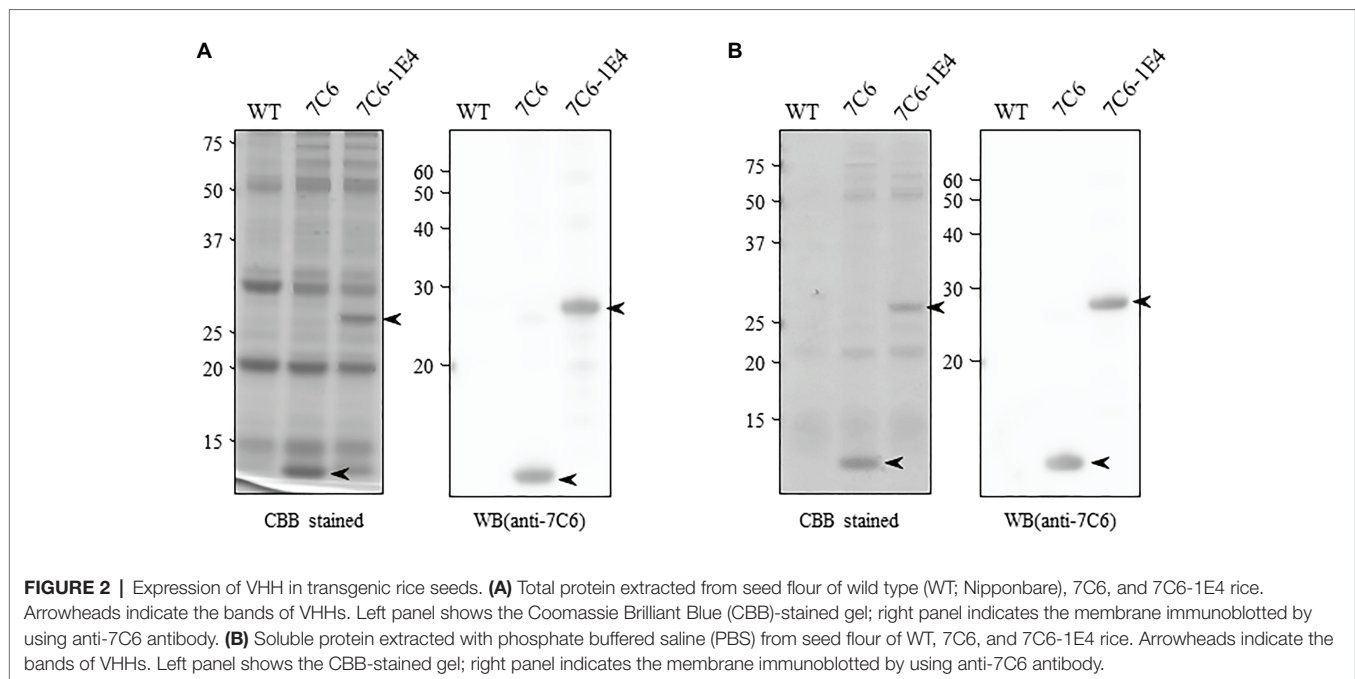 A
B
WT 7C6 7C6-1E4
WT 7C6 7C6-1E4
WT 7C6 7C6-1E4
WT 7C6 7C6-1E4
75
50
37
25
20
15
60
50
40
30
20
75
50
37
25
20
15
60
50
40
30
20
CBB stained
WB(anti-7C6)
CBB stained
WB(anti-7C6)
FIGURE 2 | Expression of VHH in transgenic rice seeds. (A) Total protein extracted from seed flour of wild type (WT; Nipponbare), 7C6, and 7C6-1E4 rice.
Arrowheads indicate the bands of VHHs. Left panel shows the Coomassie Brilliant Blue (CBB)-stained gel; right panel indicates the membrane immunoblotted by
using anti-7C6 antibody. (B) Soluble protein extracted with phosphate buffered saline (PBS) from seed flour of WT, 7C6, and 7C6-1E4 rice. Arrowheads indicate the
bands of VHHs. Left panel shows the CBB-stained gel; right panel indicates the membrane immunoblotted by using anti-7C6 antibody.